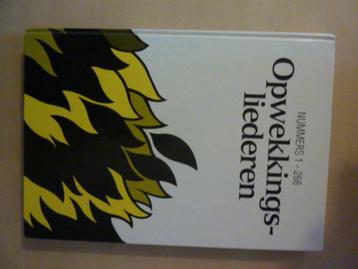 NUMMERS 1 - 268
Opwekkings-
liederen